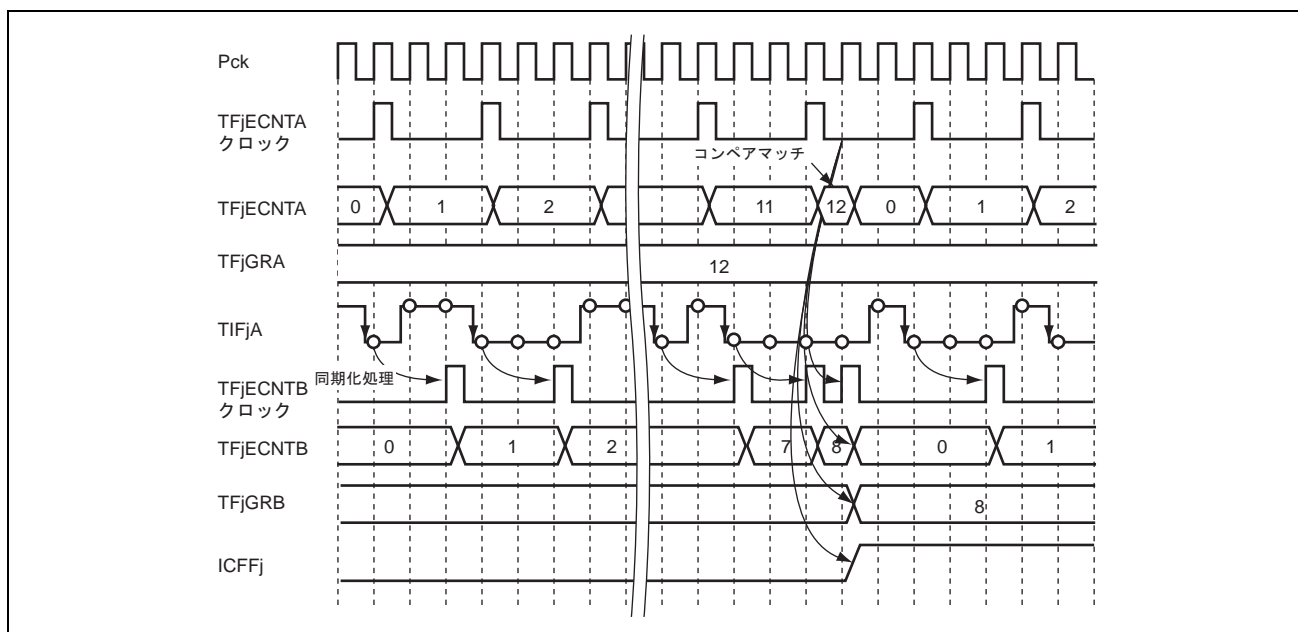 Pck
TFjECNTA
クロック
コンペアマッチ
TFjECNTA
0 1 2 11 12 0 1 2
TFjGRA
12
TIFjA
同期化処理
TFjECNTB
クロック
TFjECNTB
0 1 2 7 8 0 1
TFjGRB
8
ICFFj